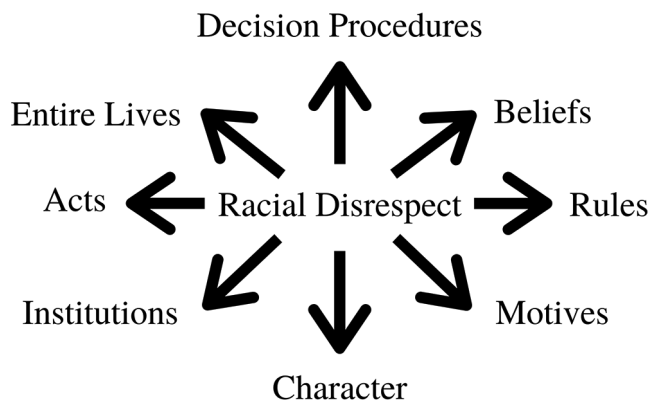 Decision Procedures
Entire Lives
Beliefs
Acts
Racial Disrespect
Rules
Institutions
Motives
Character